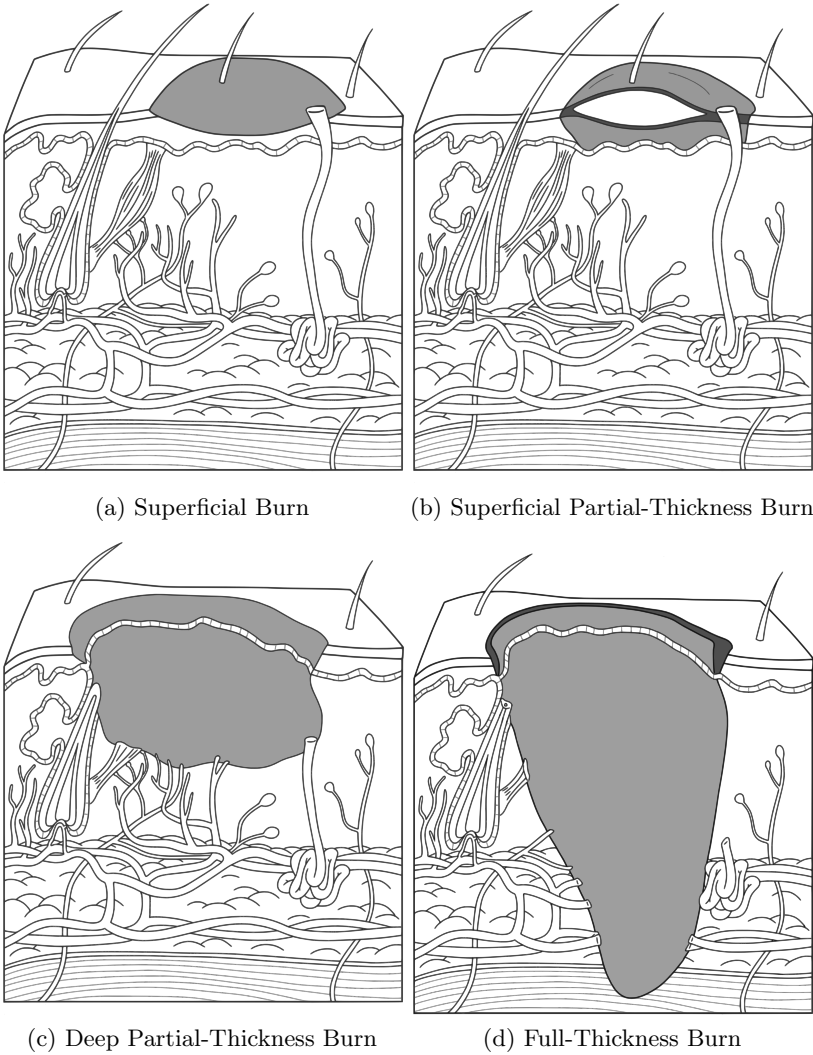 (a) Superficial Burn
(b) Superficial Partial-Thickness Burn
(c) Deep Partial-Thickness Burn
(d) Full-Thickness Burn